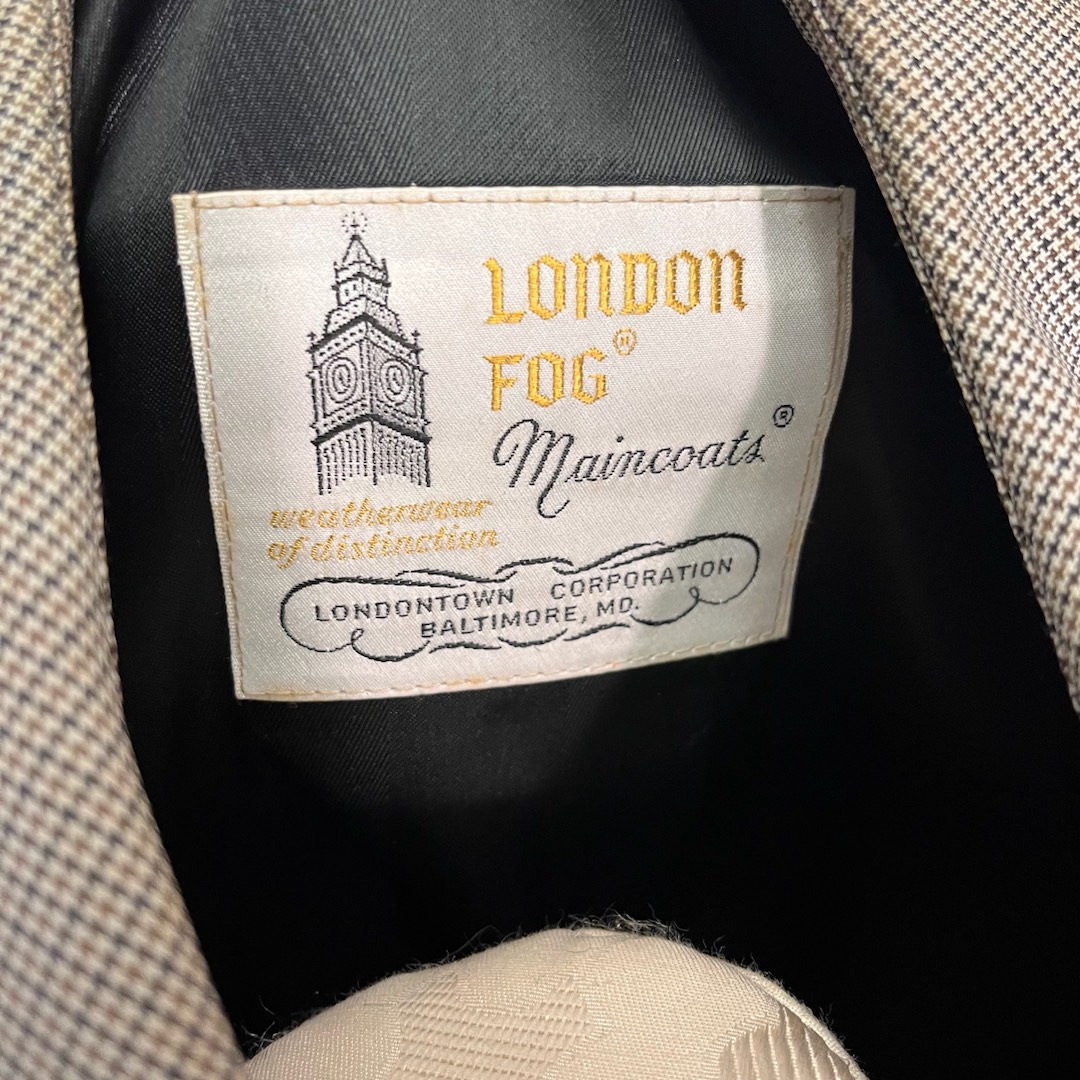 LONDON
FOG®
Maincoats®
weatherwear
of distinction
LONDONTOWN CORPORATION
BALTIMORE, MD.